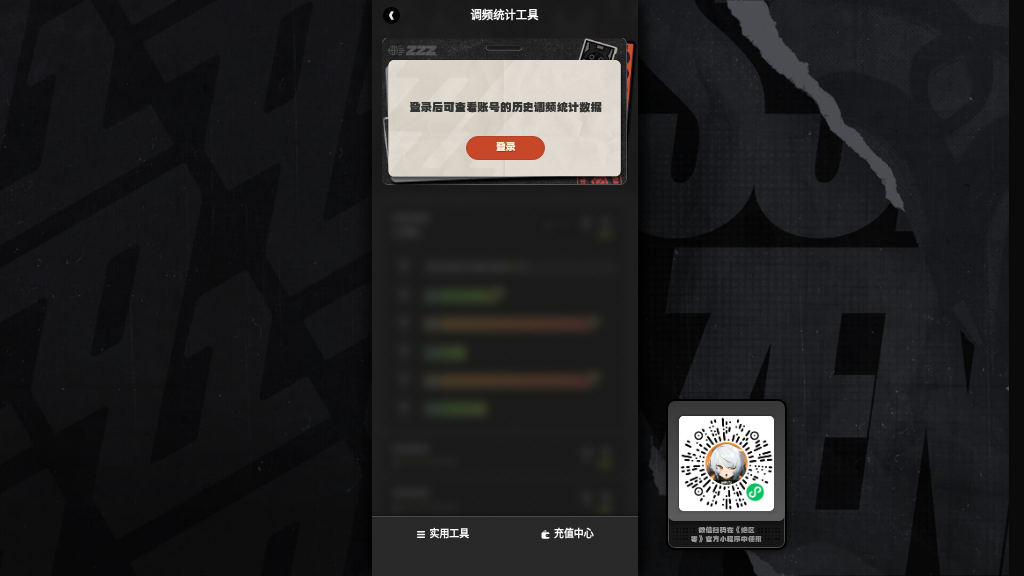 调频统计工具
ZZZ
登录后可查看账号的历史调频统计数据
登录
实用工具
充值中心
微信扫码在《绝区
零》官方小程序中使用